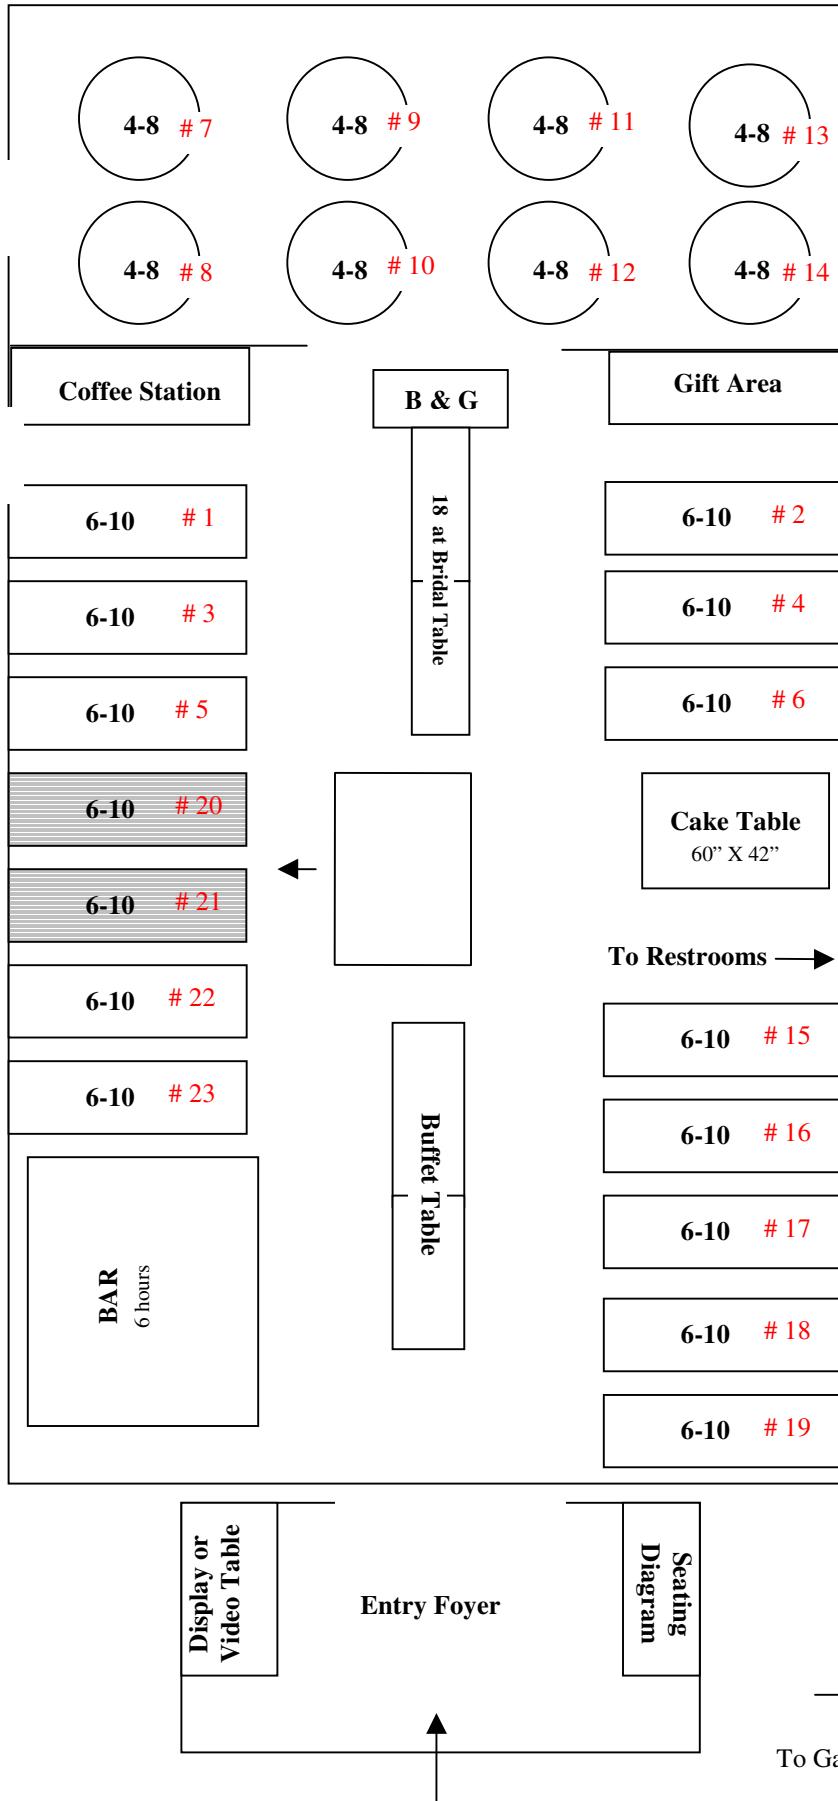 4-8 # 7
4-8 # 9
4-8 # 11
4-8 # 13
4-8 # 8
4-8 # 10
4-8 # 12
4-8 # 14
Coffee Station
B & G
Gift Area
18 at Bridal Table
6-10 # 1
6-10 # 2
6-10 # 3
6-10 # 4
6-10 # 5
6-10 # 6
6-10 # 20
Cake Table
60” X 42”
6-10 # 21
To Restrooms
6-10 # 22
6-10 # 15
6-10 # 23
6-10 # 16
Buffet Table
6-10 # 17
BAR
6 hours
6-10 # 18
6-10 # 19
Display or
Video Table
Entry Foyer
Seating
Diagram
To Ga